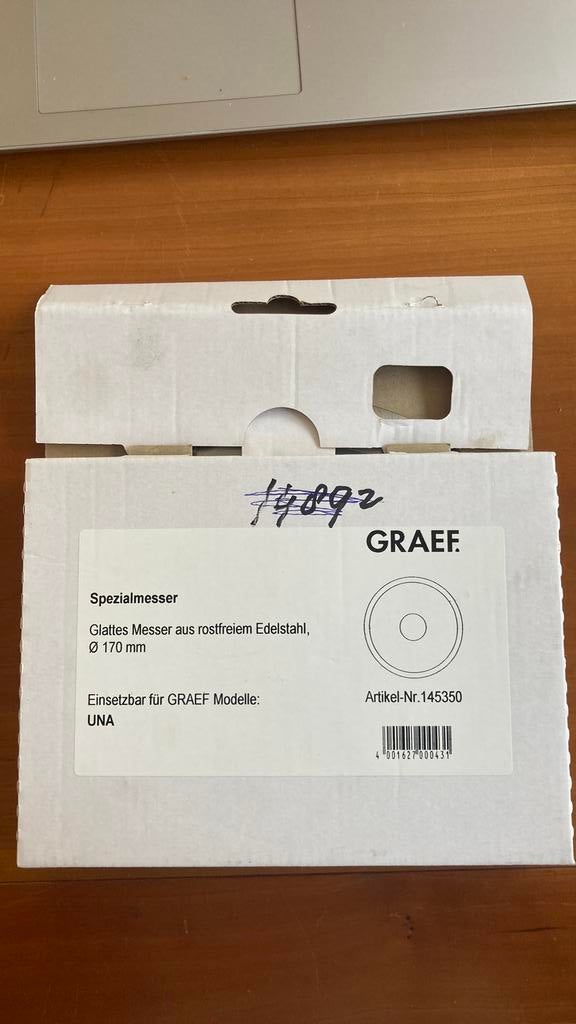 14892
GRAEF.
Spezialmesser
Glattes Messer aus rostfreiem Edelstahl,
Ø 170 mm
Einsetzbar für GRAEF Modelle:
UNA
Artikel-Nr.145350
4 001627 000431